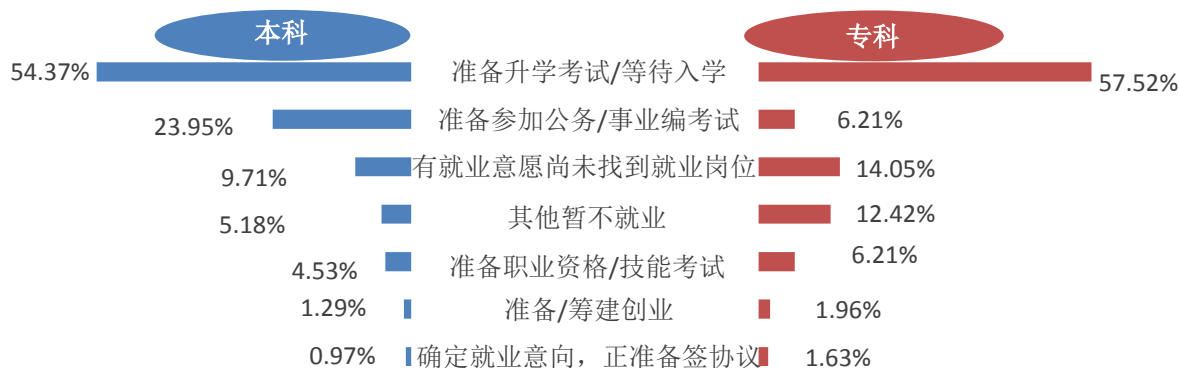 本科 专科
54.37% 准备升学考试/等待入学 57.52%
23.95% 准备参加公务/事业编考试 6.21%
9.71% 有就业意愿尚未找到就业岗位 14.05%
5.18% 其他暂不就业 12.42%
4.53% 准备职业资格/技能考试 6.21%
1.29% 准备/筹建创业 1.96%
0.97% 确定就业意向，正准备签协议 1.63%